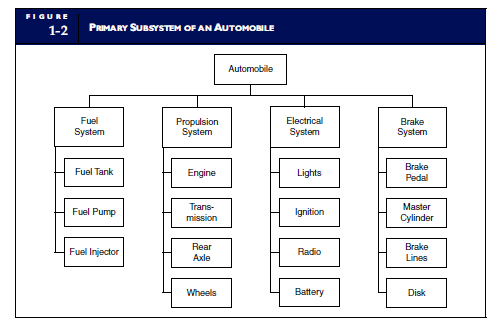 FIGURE
1-2
PRIMARY SUBSYSTEM OF AN AUTOMOBILE
Automobile
Fuel
System
Propulsion
System
Electrical
System
Brake
System
Fuel Tank
Engine
Lights
Brake
Pedal
Fuel Pump
Trans-
mission
Ignition
Master
Cylinder
Fuel Injector
Rear
Axle
Radio
Brake
Lines
Wheels
Battery
Disk